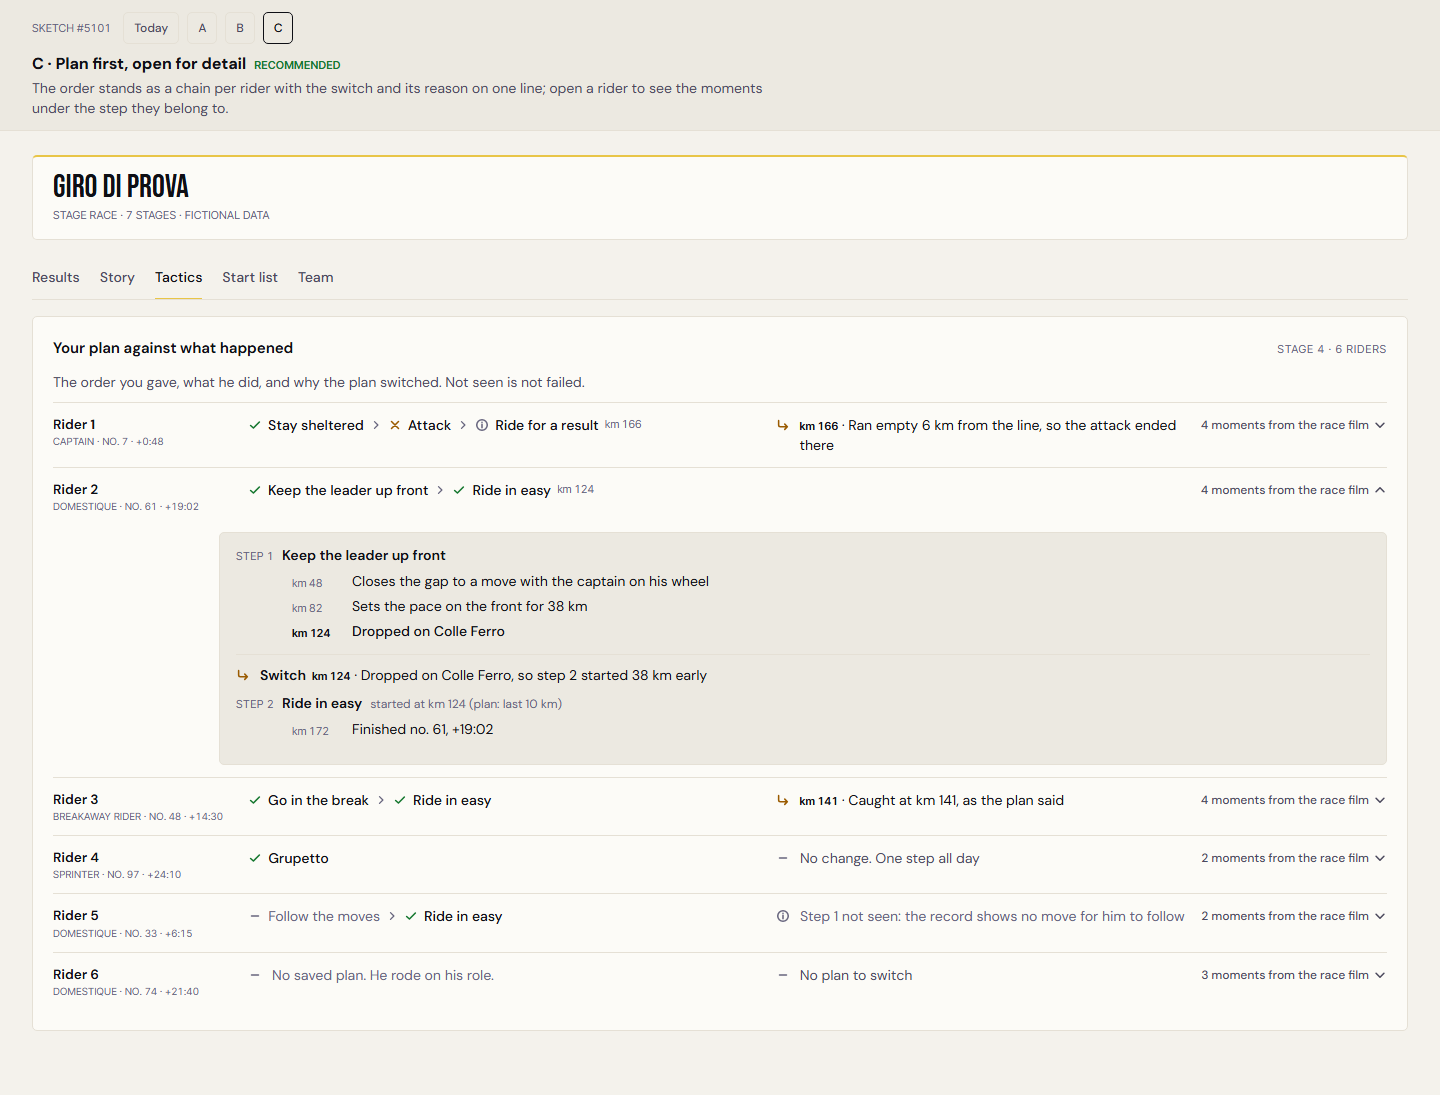 SKETCH #5101 Today A B C
C · Plan first, open for detail RECOMMENDED
The order stands as a chain per rider with the switch and its reason on one line; open a rider to see the moments
under the step they belong to.
GIRO DI PROVA
STAGE RACE · 7 STAGES · FICTIONAL DATA
Results Story Tactics Start list Team
Your plan against what happened STAGE 4 · 6 RIDERS
The order you gave, what he did, and why the plan switched. Not seen is not failed.
Rider 1 Stay sheltered > Attack > Ride for a result km 166 km 166 · Ran empty 6 km from the line, so the attack ended 4 moments from the race film
CAPTAIN · NO. 7 · +0:48 there
Rider 2 Keep the leader up front > Ride in easy km 124 4 moments from the race film
DOMESTIQUE · NO. 61 · +19:02
STEP 1 Keep the leader up front
km 48 Closes the gap to a move with the captain on his wheel
km 82 Sets the pace on the front for 38 km
km 124 Dropped on Colle Ferro
Switch km 124 · Dropped on Colle Ferro, so step 2 started 38 km early
STEP 2 Ride in easy started at km 124 (plan: last 10 km)
km 172 Finished no. 61, +19:02
Rider 3 Go in the break > Ride in easy km 141 · Caught at km 141, as the plan said 4 moments from the race film
BREAKAWAY RIDER · NO. 48 · +14:30
Rider 4 Grupetto – No change. One step all day 2 moments from the race film
SPRINTER · NO. 97 · +24:10
Rider 5 – Follow the moves > Ride in easy Step 1 not seen: the record shows no move for him to follow 2 moments from the race film
DOMESTIQUE · NO. 33 · +6:15
Rider 6 – No saved plan. He rode on his role. – No plan to switch 3 moments from the race film
DOMESTIQUE · NO. 74 · +21:40